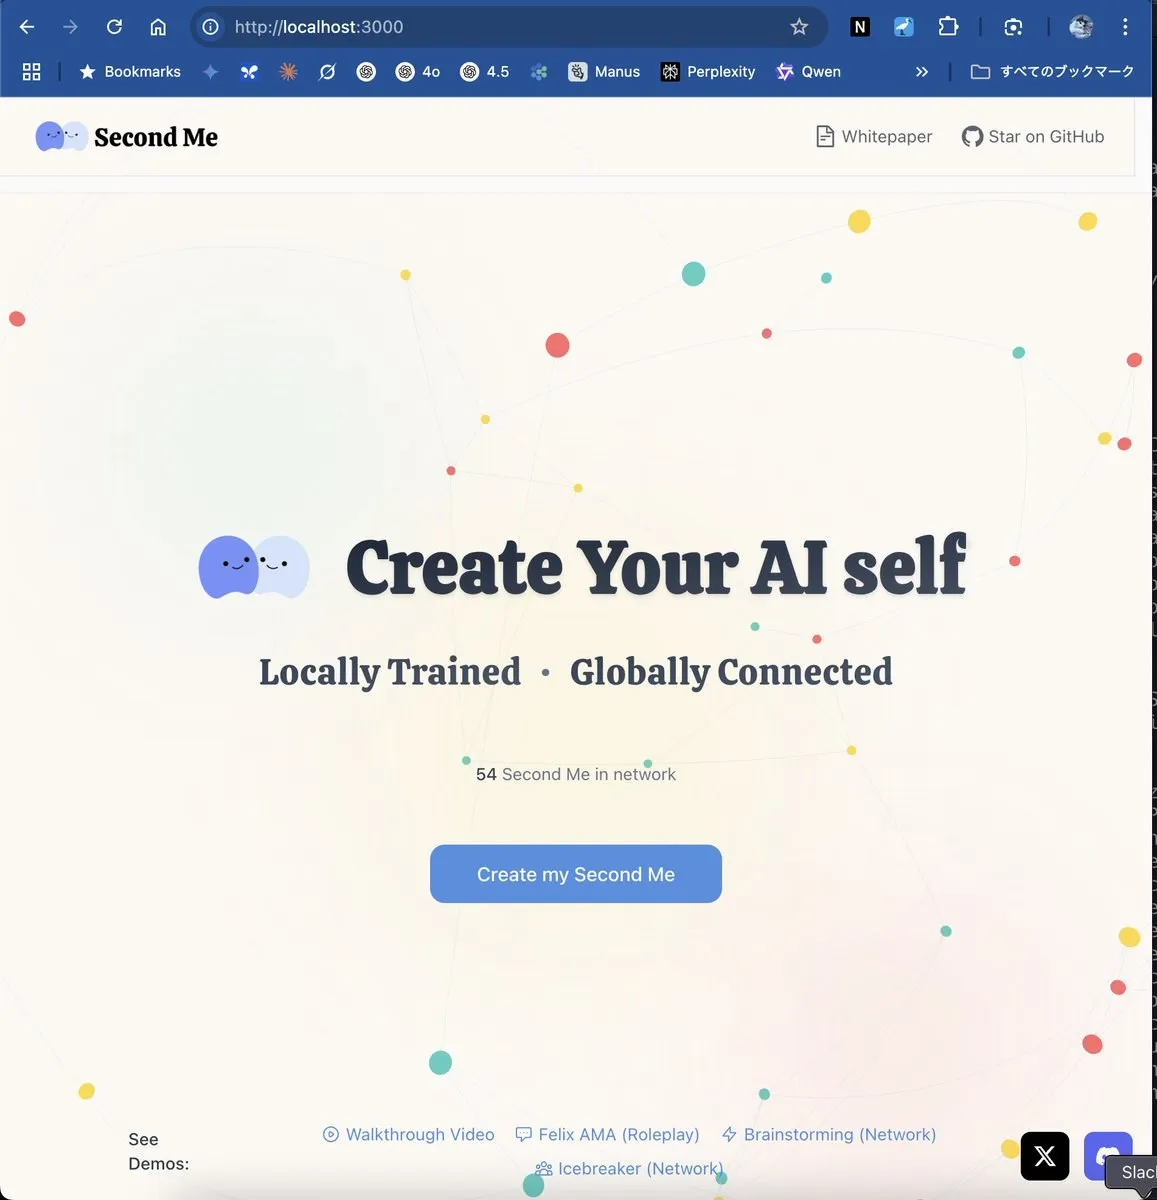 http://localhost:3000
N
Bookmarks
4o
4.5
Manus
Perplexity
Qwen
すべてのブックマーク
Second Me
Whitepaper
Star on GitHub
Create Your AI self
Locally Trained • Globally Connected
54 Second Me in network
Create my Second Me
See
Demos:
Walkthrough Video
Felix AMA (Roleplay)
Brainstorming (Network)
Icebreaker (Network)
X
Slac